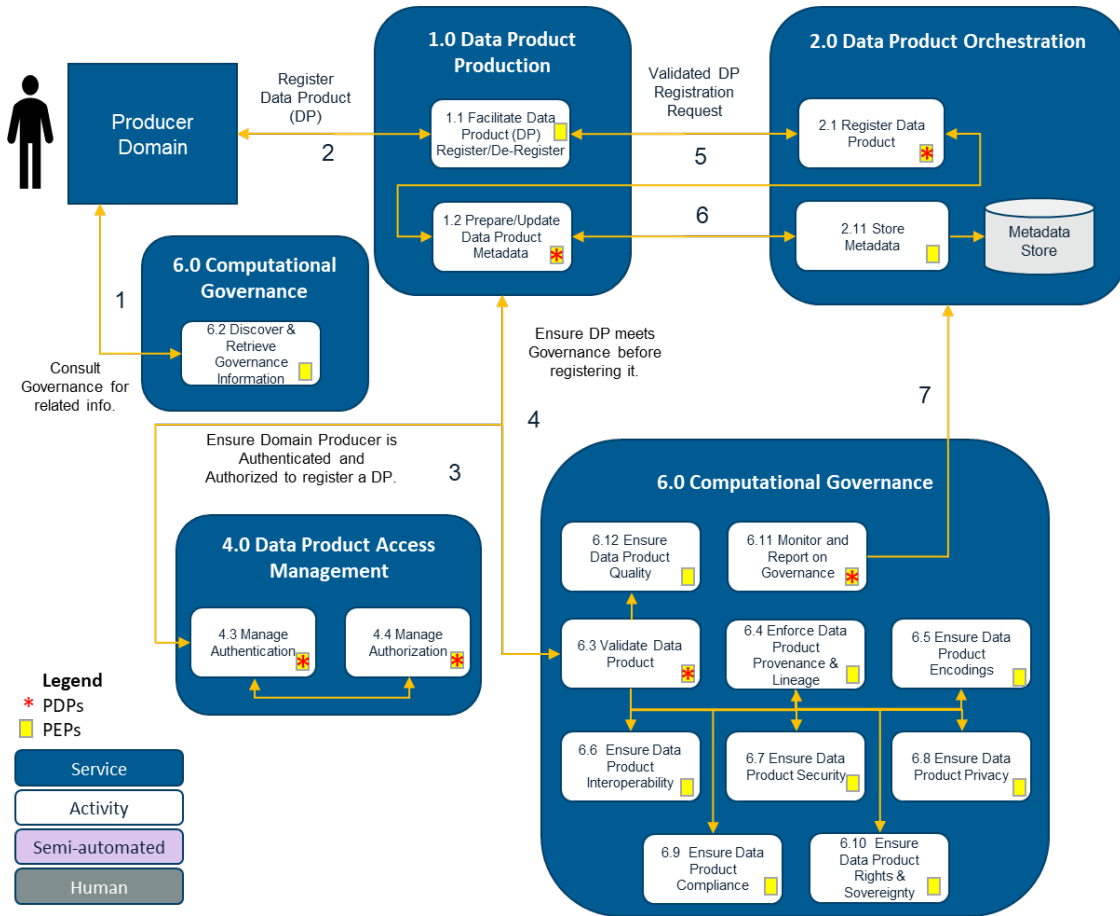 1.0 Data Product
Production
2.0 Data Product Orchestration
Producer
Domain
Register
Data Product
(DP)
2
1.1 Facilitate Data
Product (DP)
Register/De-Register
Validated DP
Registration
Request
5
2.1 Register Data
Product
*
1.2 Prepare/Update
Data Product
Metadata
*
6
2.11 Store
Metadata
Metadata
Store
1
6.0 Computational
Governance
6.2 Discover &
Retrieve
Governance
Information
Consult
Governance for
related info.
Ensure DP meets
Governance before
registering it.
4
7
Ensure Domain Producer is
Authenticated and
Authorized to register a DP.
3
4.0 Data Product Access
Management
4.3 Manage
Authentication
*
4.4 Manage
Authorization
*
6.0 Computational Governance
6.12 Ensure
Data Product
Quality
6.11 Monitor and
Report on
Governance
*
6.3 Validate Data
Product
*
6.4 Enforce Data
Product
Provenance &
Lineage
6.5 Ensure Data
Product
Encodings
6.6 Ensure Data
Product
Interoperability
6.7 Ensure Data
Product Security
6.8 Ensure Data
Product Privacy
6.9 Ensure Data
Product
Compliance
6.10 Ensure
Data Product
Rights &
Sovereignty
Legend
* PDPs
PEPs
Service
Activity
Semi-automated
Human